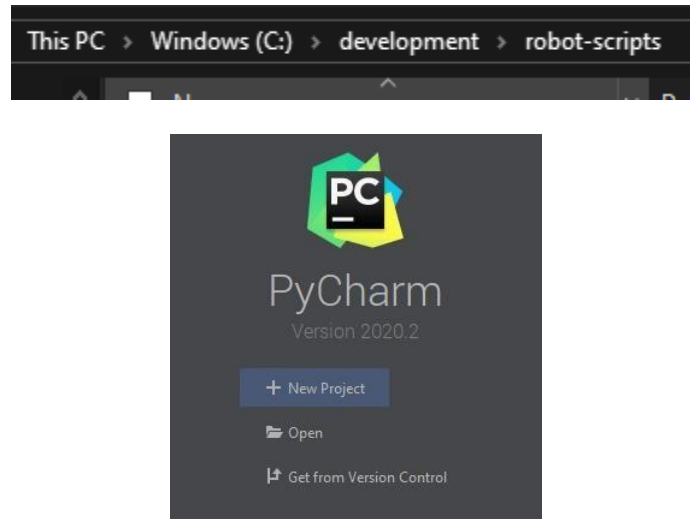 This PC > Windows (C:) > development > robot-scripts
PC
PyCharm
Version 2020.2
+ New Project
Open
Get from Version Control